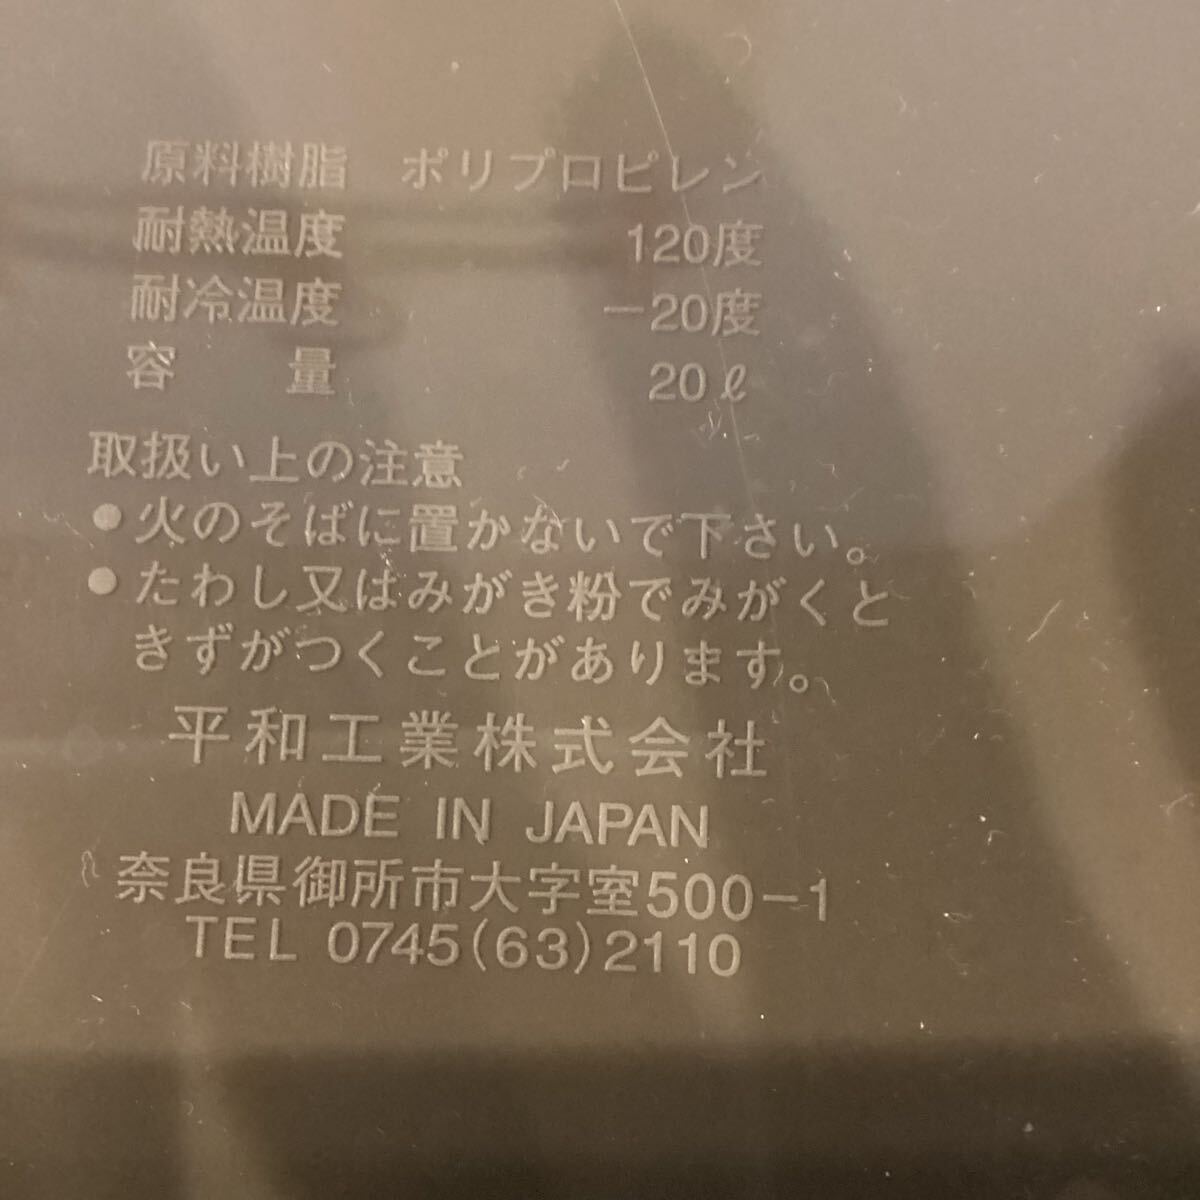 原料樹脂 ポリプロピレン
耐熱温度 120度
耐冷温度 −20度
容量 20ℓ
取扱い上の注意
●火のそばに置かないで下さい。
●たわし又はみがき粉でみがくと
きずがつくことがあります。
平和工業株式会社
MADE IN JAPAN
奈良県御所市大字室500−1
TEL 0745(63)2110